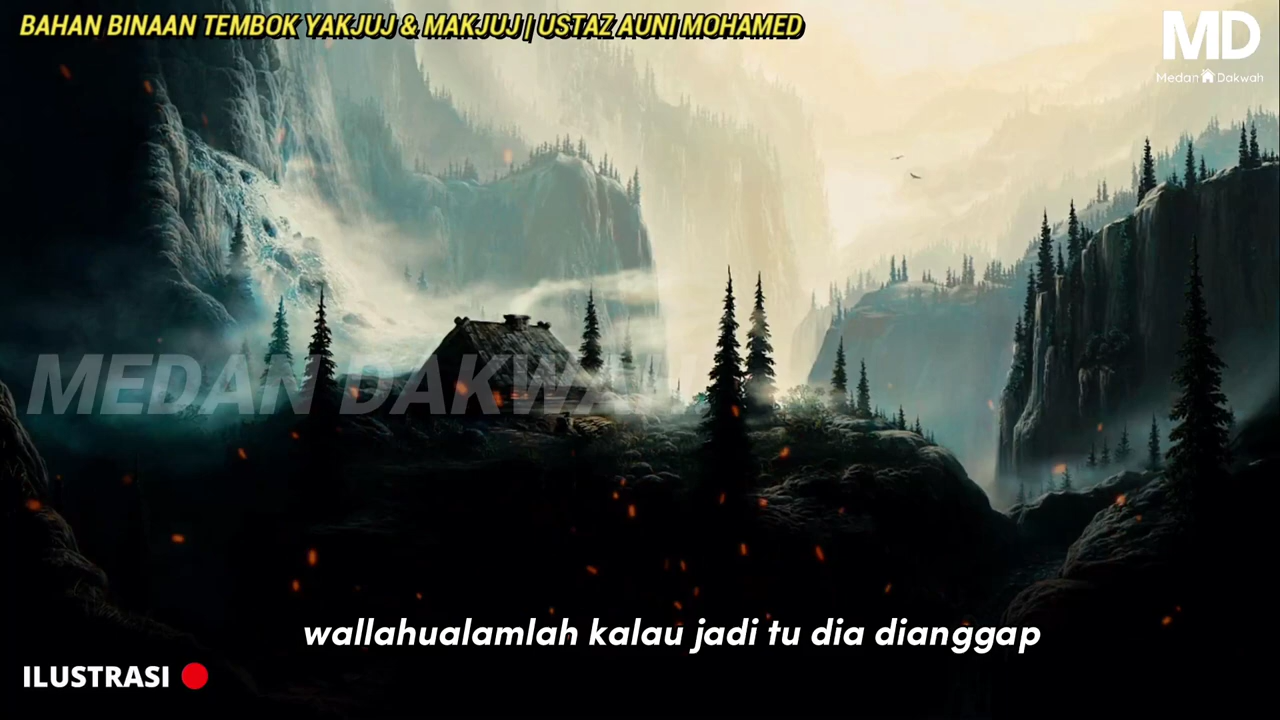 BAHAN BINAAN TEMBOK YAKJUJ & MAKJUJ | USTAZ AUNI MOHAMED
MD
Medan Dakwah
MEDAN DAKWAH
wallahualamlah kalau jadi tu dia dianggap
ILUSTRASI